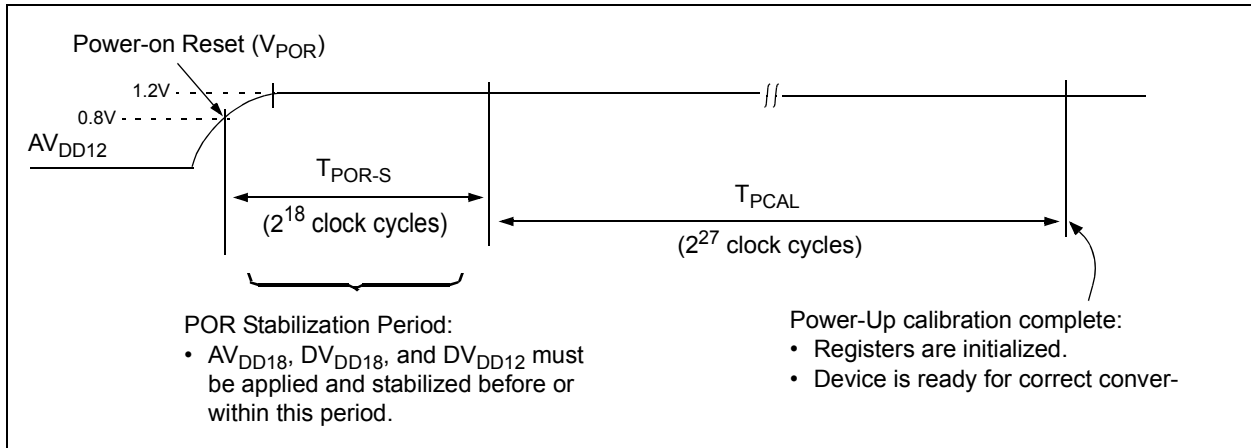 Power-on Reset (VPOR)
1.2V
0.8V
AVDD12
TPOR-S
(2^18 clock cycles)
TPCAL
(2^27 clock cycles)
POR Stabilization Period:
• AVDD18, DVDD18, and DVDD12 must
be applied and stabilized before or
within this period.
Power-Up calibration complete:
• Registers are initialized.
• Device is ready for correct conver-